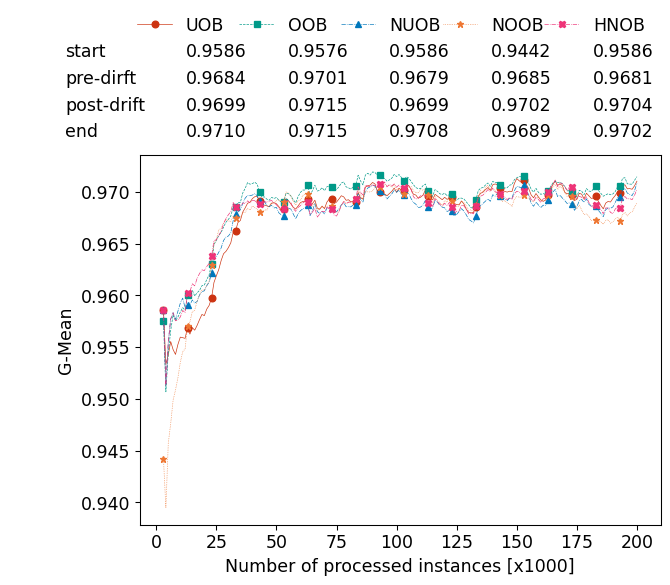 UOB OOB NUOB NOOB HNOB
start 0.9586 0.9576 0.9586 0.9442 0.9586
pre-dirft 0.9684 0.9701 0.9679 0.9685 0.9681
post-drift 0.9699 0.9715 0.9699 0.9702 0.9704
end 0.9710 0.9715 0.9708 0.9689 0.9702
G-Mean
0.970
0.965
0.960
0.955
0.950
0.945
0.940
0 25 50 75 100 125 150 175 200
Number of processed instances [x1000]